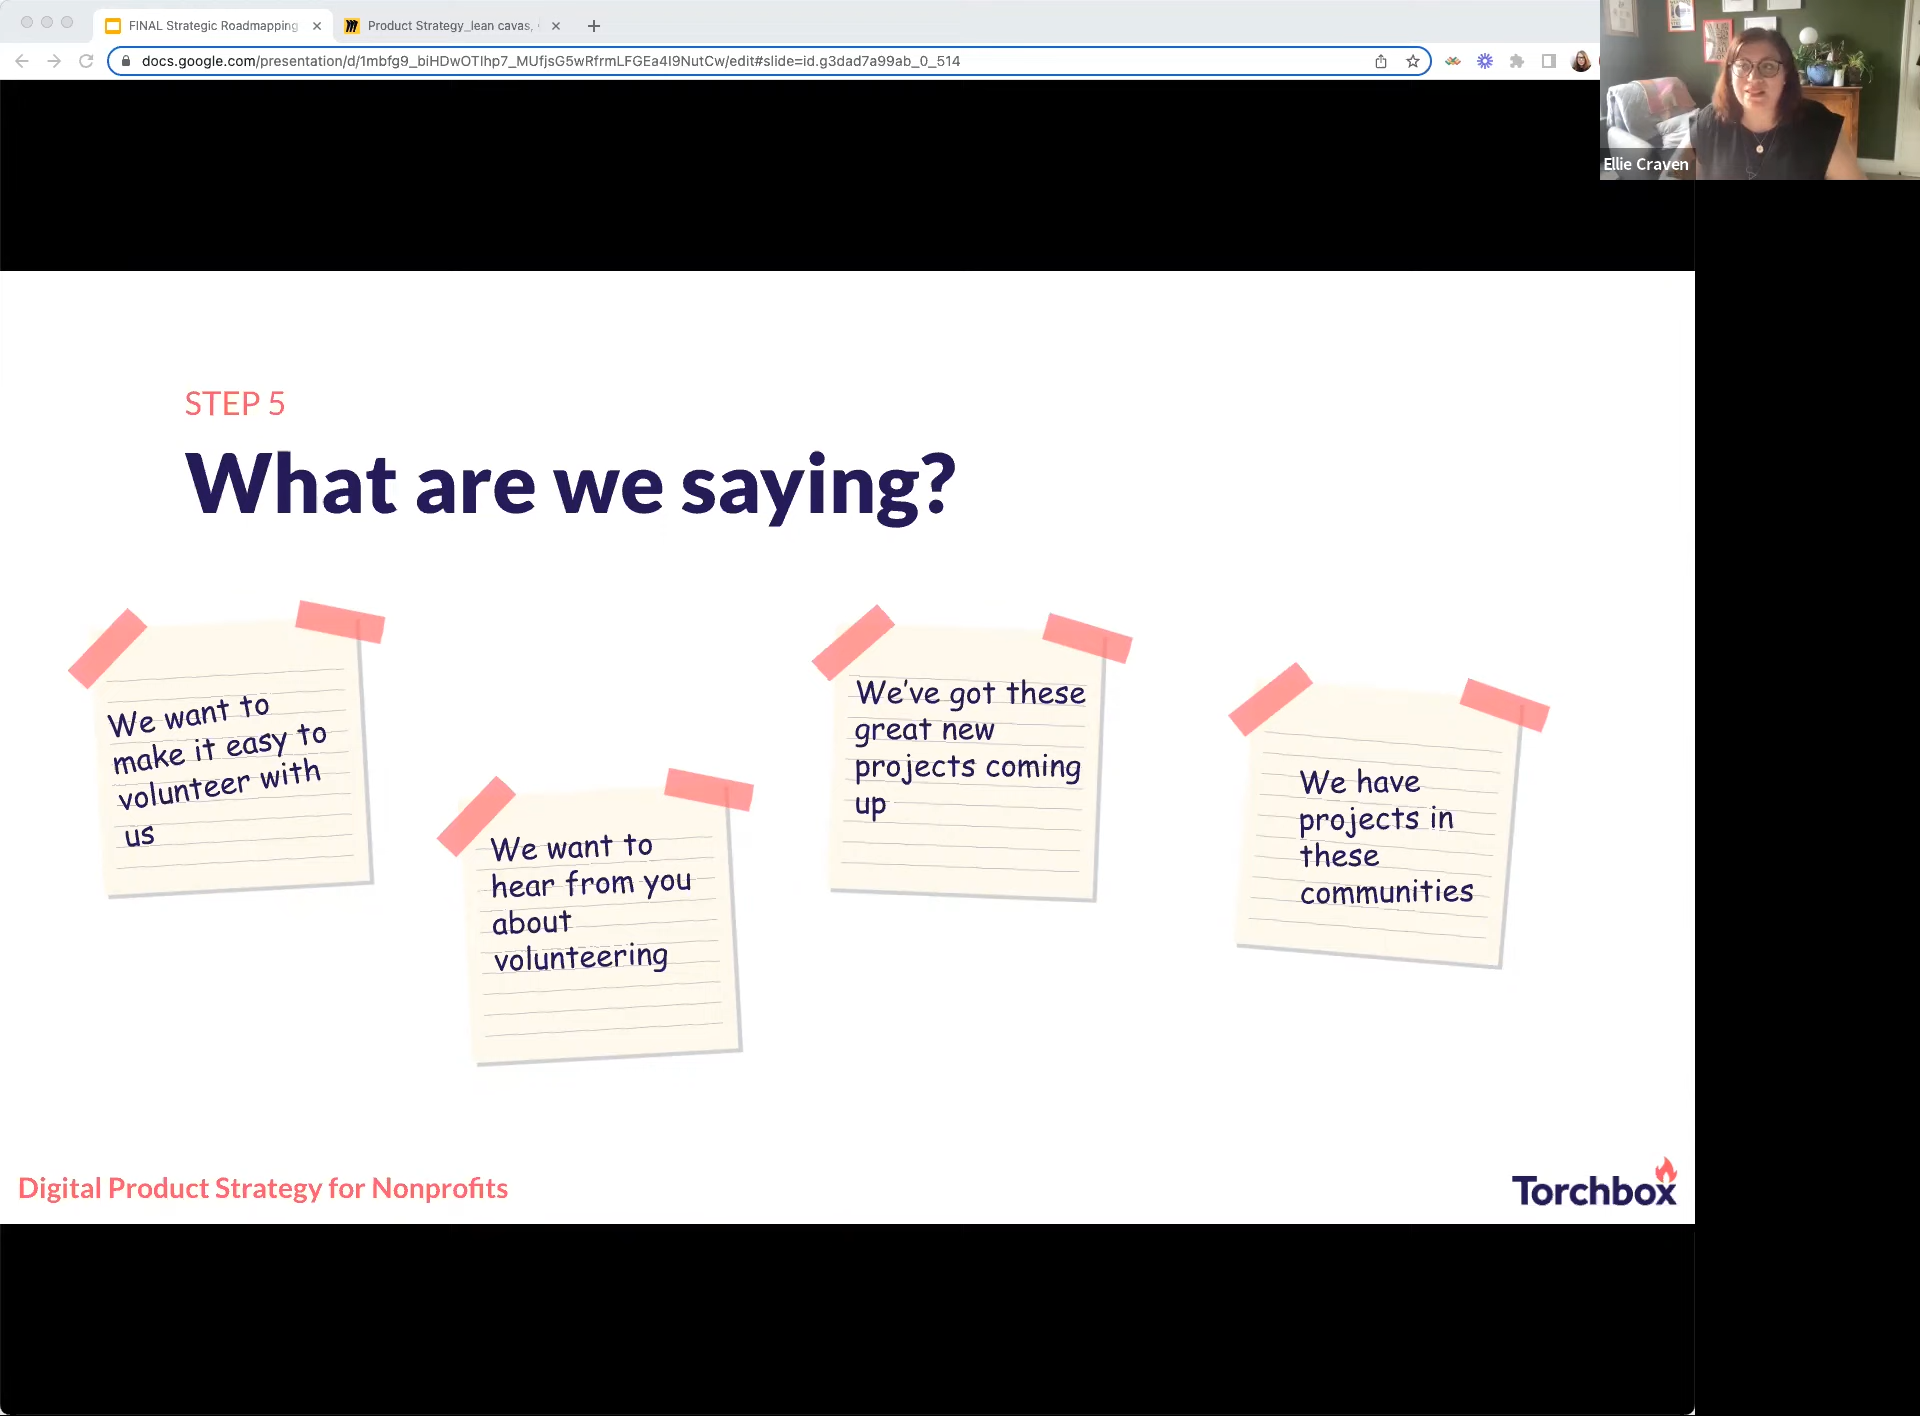 FINAL Strategic Roadmapping
Product Strategy_lean cavas,
docs.google.com/presentation/d/1mbfg9_biHDwOTlhp7_MUfjsG5wRfrmLFGEa4I9NutCw/edit#slide=id.g3dad7a99ab_0_514
Ellie Craven
STEP 5
What are we saying?
We want to
make it easy to
volunteer with
us
We want to
hear from you
about
volunteering
We've got these
great new
projects coming
up
We have
projects in
these
communities
Digital Product Strategy for Nonprofits
Torchbox